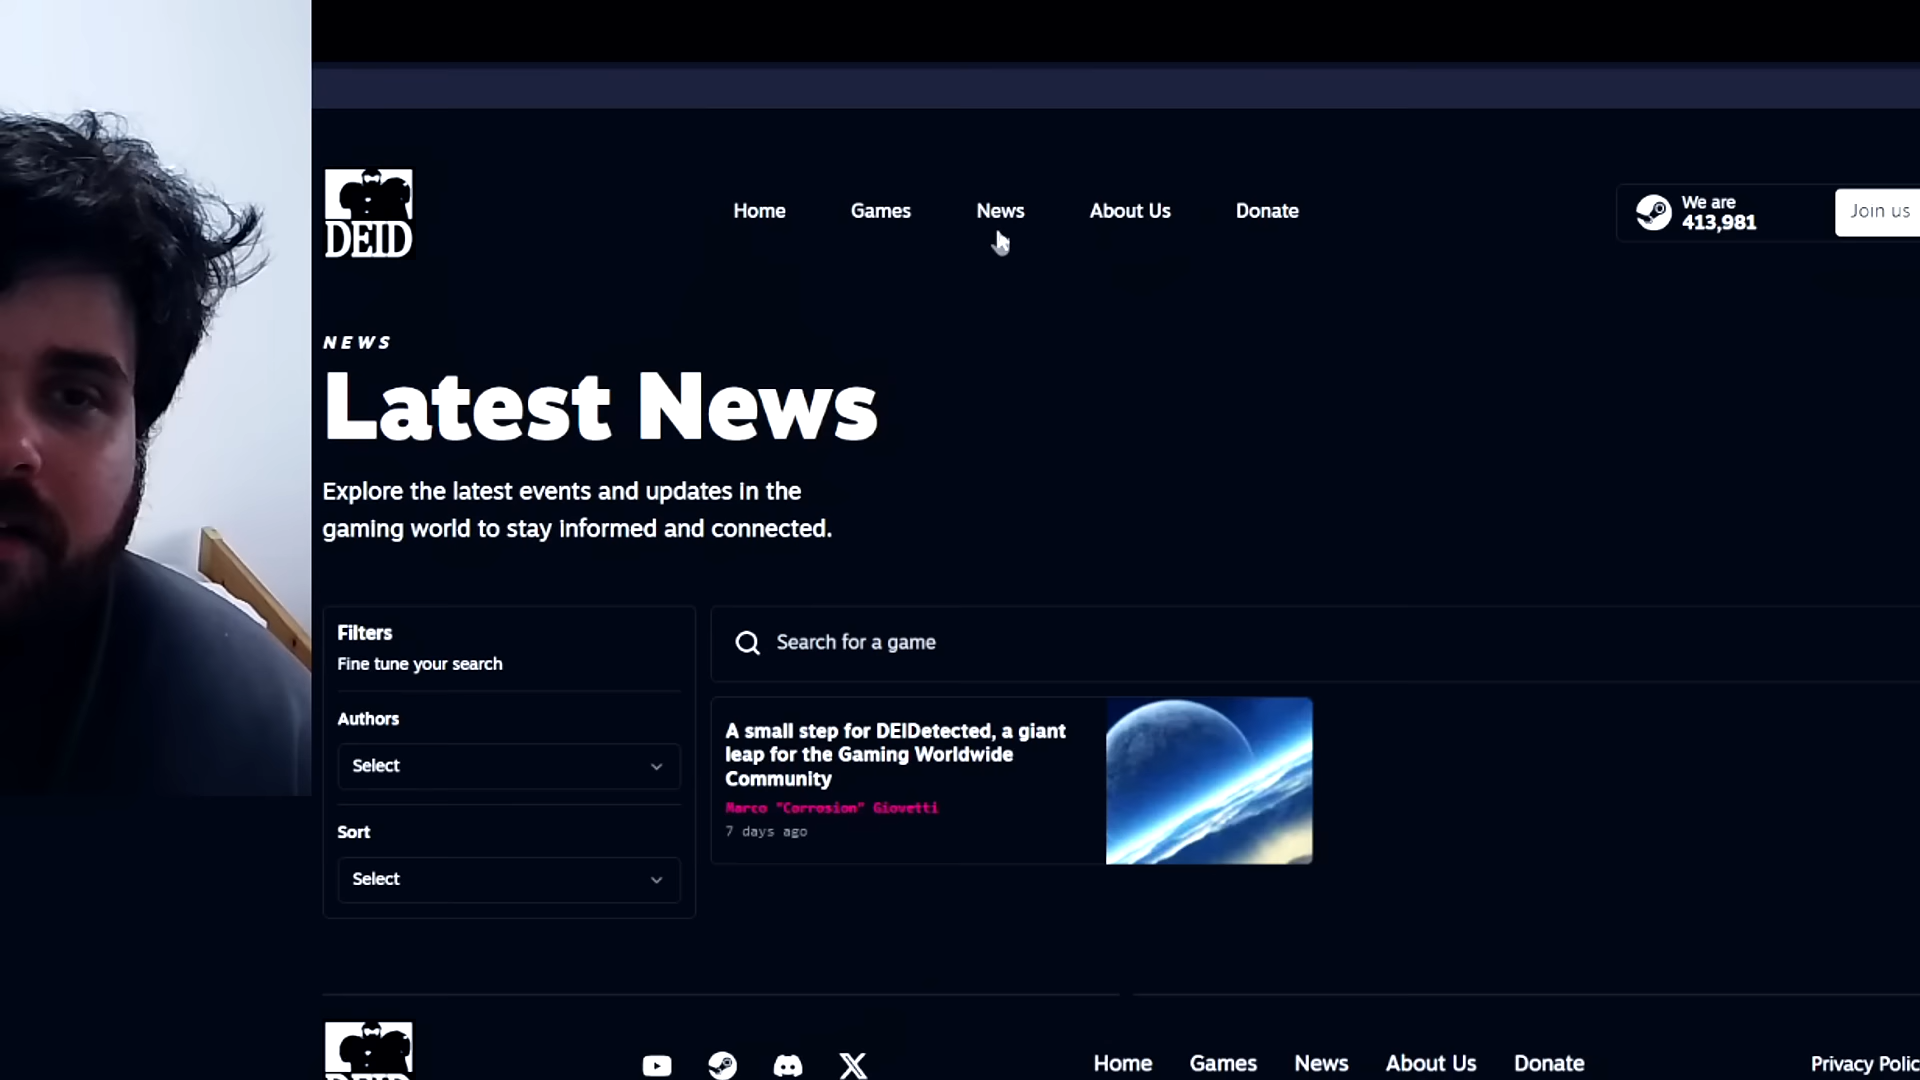 DEID
Home
Games
News
About Us
Donate
We are
413,981
Join us
NEWS
Latest News
Explore the latest events and updates in the
gaming world to stay informed and connected.
Filters
Fine tune your search
Authors
Select
Sort
Select
Search for a game
A small step for DEIDetected, a giant
leap for the Gaming Worldwide
Community
Marco "Corrosion" Giovetti
7 days ago
Home
Games
News
About Us
Donate
Privacy Polic